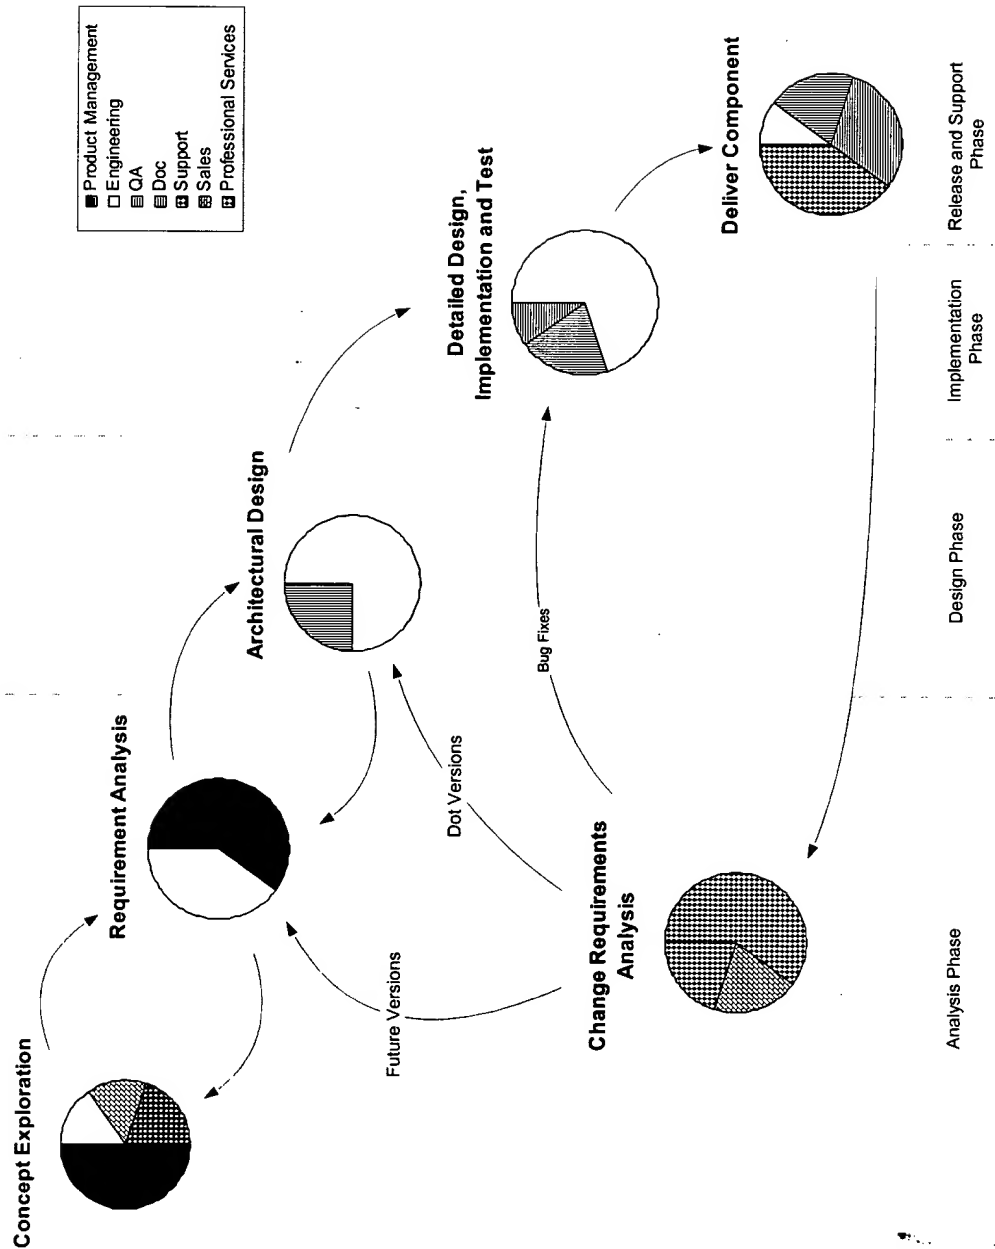 Product Management
Engineering
QA
Doc
Support
Sales
Professional Services
Concept Exploration
Requirement Analysis
Architectural Design
Detailed Design,
Implementation and Test
Deliver Component
Future Versions
Dot Versions
Bug Fixes
Change Requirements
Analysis
Analysis Phase
Design Phase
Implementation
Phase
Release and Support
Phase